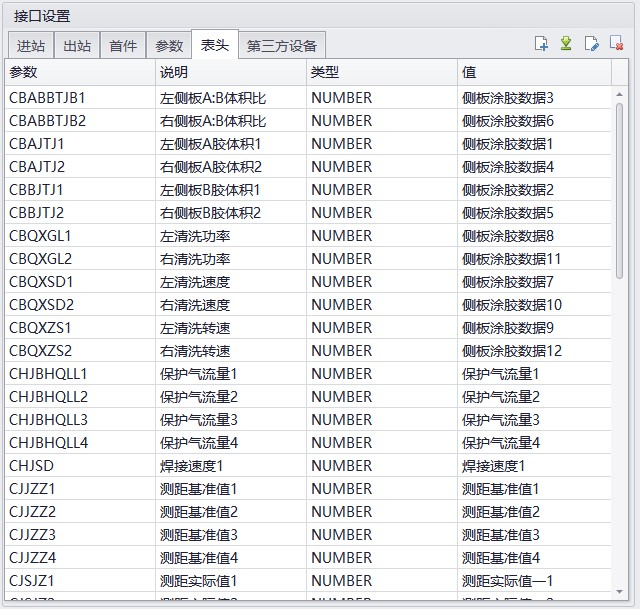 接口设置
进站 出站 首件 参数 表头 第三方设备
参数 说明 类型 值
CBABBTJB1 左侧板A:B体积比 NUMBER 侧板涂胶数据3
CBABBTJB2 右侧板A:B体积比 NUMBER 侧板涂胶数据6
CBAJTJ1 左侧板A胶体积1 NUMBER 侧板涂胶数据1
CBAJTJ2 右侧板A胶体积2 NUMBER 侧板涂胶数据4
CBBJTJ1 左侧板B胶体积1 NUMBER 侧板涂胶数据2
CBBJTJ2 右侧板B胶体积2 NUMBER 侧板涂胶数据5
CBQXGL1 左清洗功率 NUMBER 侧板涂胶数据8
CBQXGL2 右清洗功率 NUMBER 侧板涂胶数据11
CBQXSD1 左清洗速度 NUMBER 侧板涂胶数据7
CBQXSD2 右清洗速度 NUMBER 侧板涂胶数据10
CBQXZS1 左清洗转速 NUMBER 侧板涂胶数据9
CBQXZS2 右清洗转速 NUMBER 侧板涂胶数据12
CHJBHQLL1 保护气流量1 NUMBER 保护气流量1
CHJBHQLL2 保护气流量2 NUMBER 保护气流量2
CHJBHQLL3 保护气流量3 NUMBER 保护气流量3
CHJBHQLL4 保护气流量4 NUMBER 保护气流量4
CHJSD 焊接速度1 NUMBER 焊接速度1
CJJZZ1 测距基准值1 NUMBER 测距基准值1
CJJZZ2 测距基准值2 NUMBER 测距基准值2
CJJZZ3 测距基准值3 NUMBER 测距基准值3
CJJZZ4 测距基准值4 NUMBER 测距基准值4
CJSJZ1 测距实际值1 NUMBER 测距实际值—1